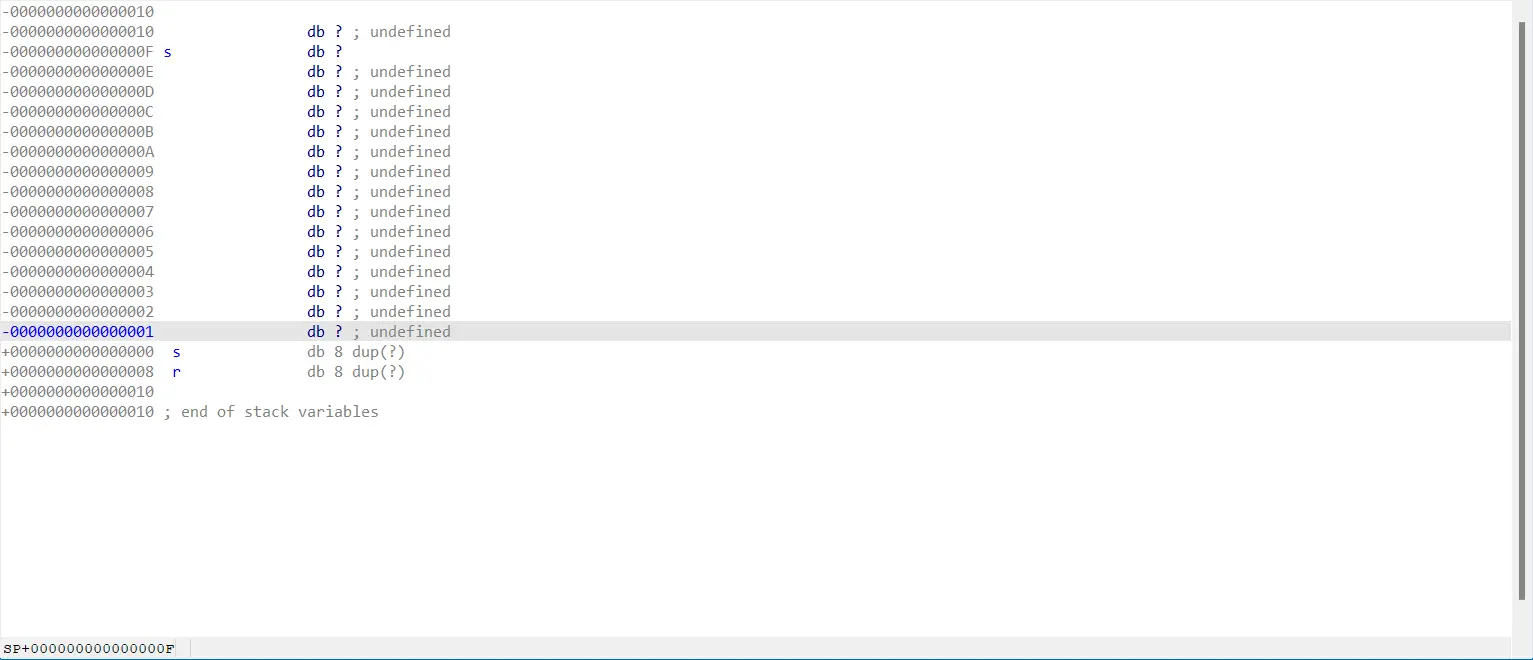 -0000000000000010
-0000000000000010 db ? ; undefined
-000000000000000F s db ?
-000000000000000E db ? ; undefined
-000000000000000D db ? ; undefined
-000000000000000C db ? ; undefined
-000000000000000B db ? ; undefined
-000000000000000A db ? ; undefined
-0000000000000009 db ? ; undefined
-0000000000000008 db ? ; undefined
-0000000000000007 db ? ; undefined
-0000000000000006 db ? ; undefined
-0000000000000005 db ? ; undefined
-0000000000000004 db ? ; undefined
-0000000000000003 db ? ; undefined
-0000000000000002 db ? ; undefined
-0000000000000001 db ? ; undefined
+0000000000000000 s db 8 dup(?)
+0000000000000008 r db 8 dup(?)
+0000000000000010
+0000000000000010 ; end of stack variables
SP+000000000000000F